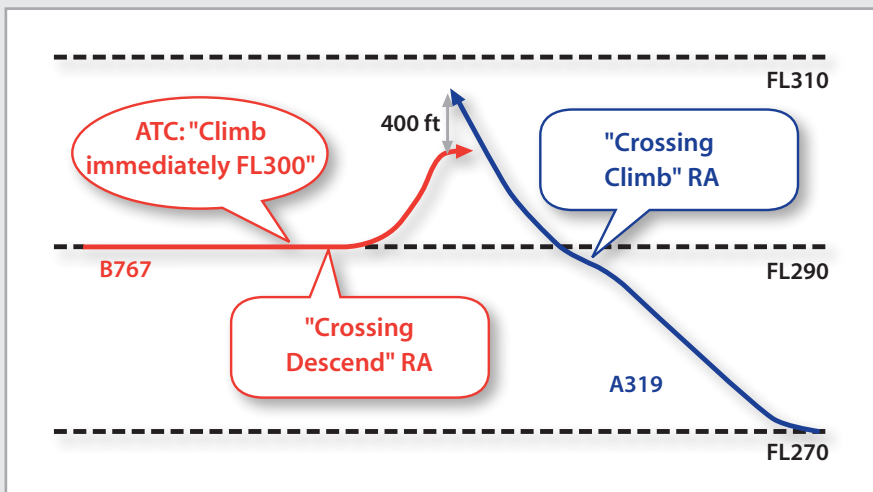 FL310
400 ft
ATC: "Climb
immediately FL300"
"Crossing
Climb" RA
B767
FL290
"Crossing
Descend" RA
A319
FL270